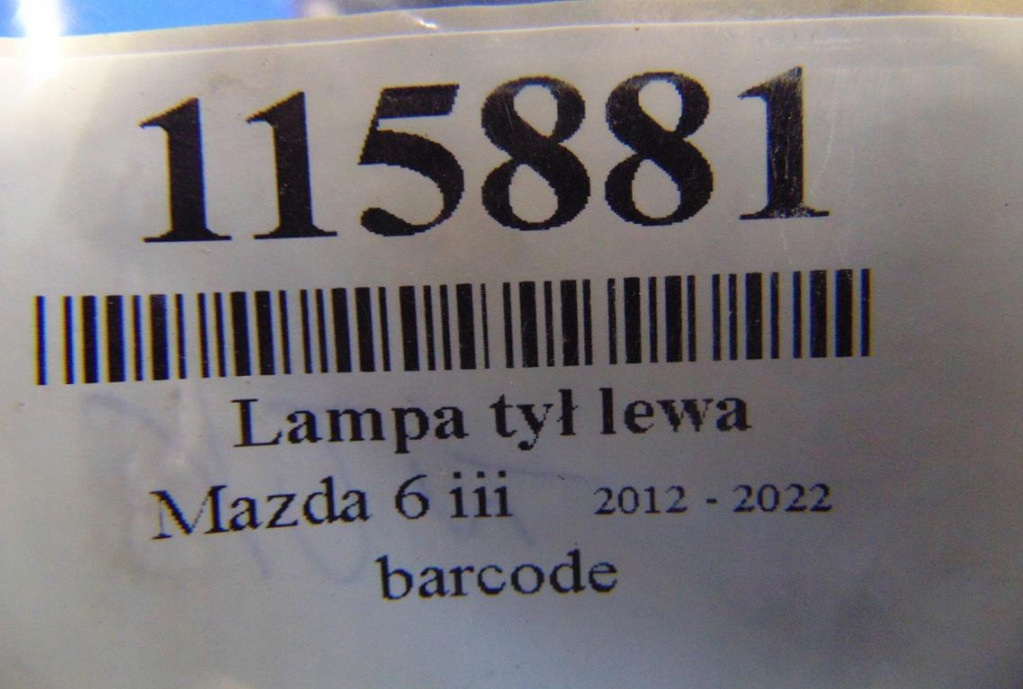 115881
Lampa tył lewa
Mazda 6 iii 2012 - 2022
barcode